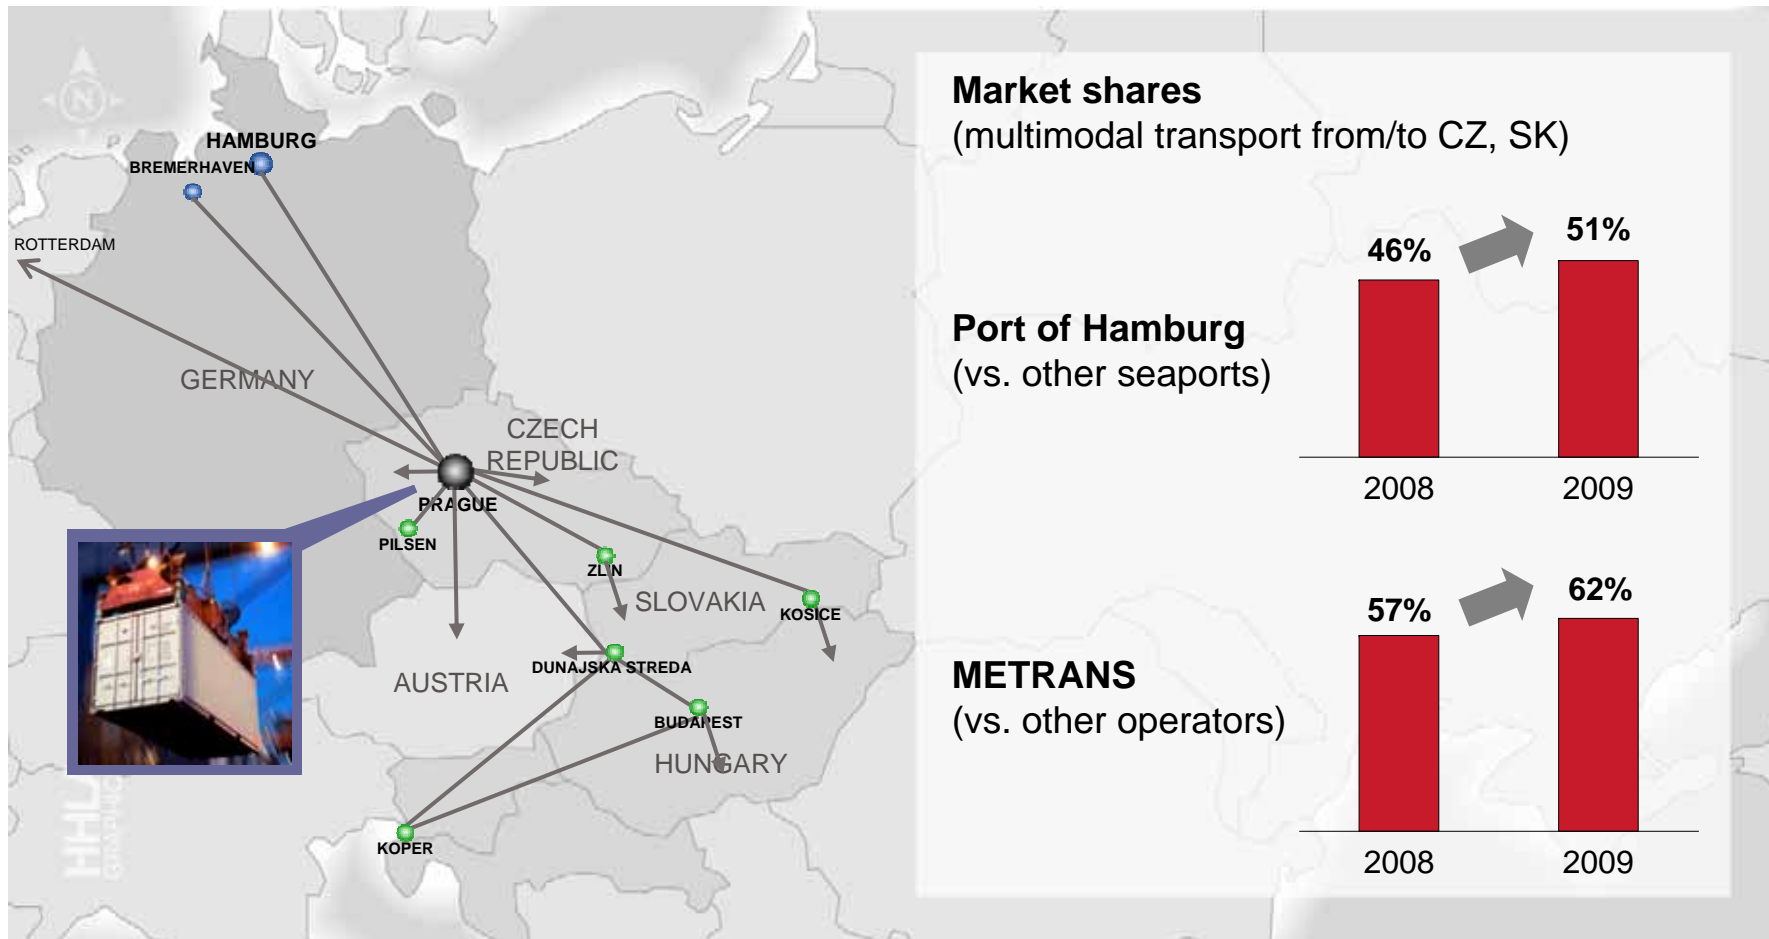 N
HAMBURG
BREMERHAVEN
ROTTERDAM
GERMANY
CZECH
REPUBLIC
PRAGUE
PILSEN
ZLIN
SLOVAKIA
KOSICE
DUNAJSKA STREDA
AUSTRIA
BUDAPEST
HUNGARY
KOPER
Market shares
(multimodal transport from/to CZ, SK)
46%
51%
Port of Hamburg
(vs. other seaports)
2008
2009
57%
62%
METRANS
(vs. other operators)
2008
2009